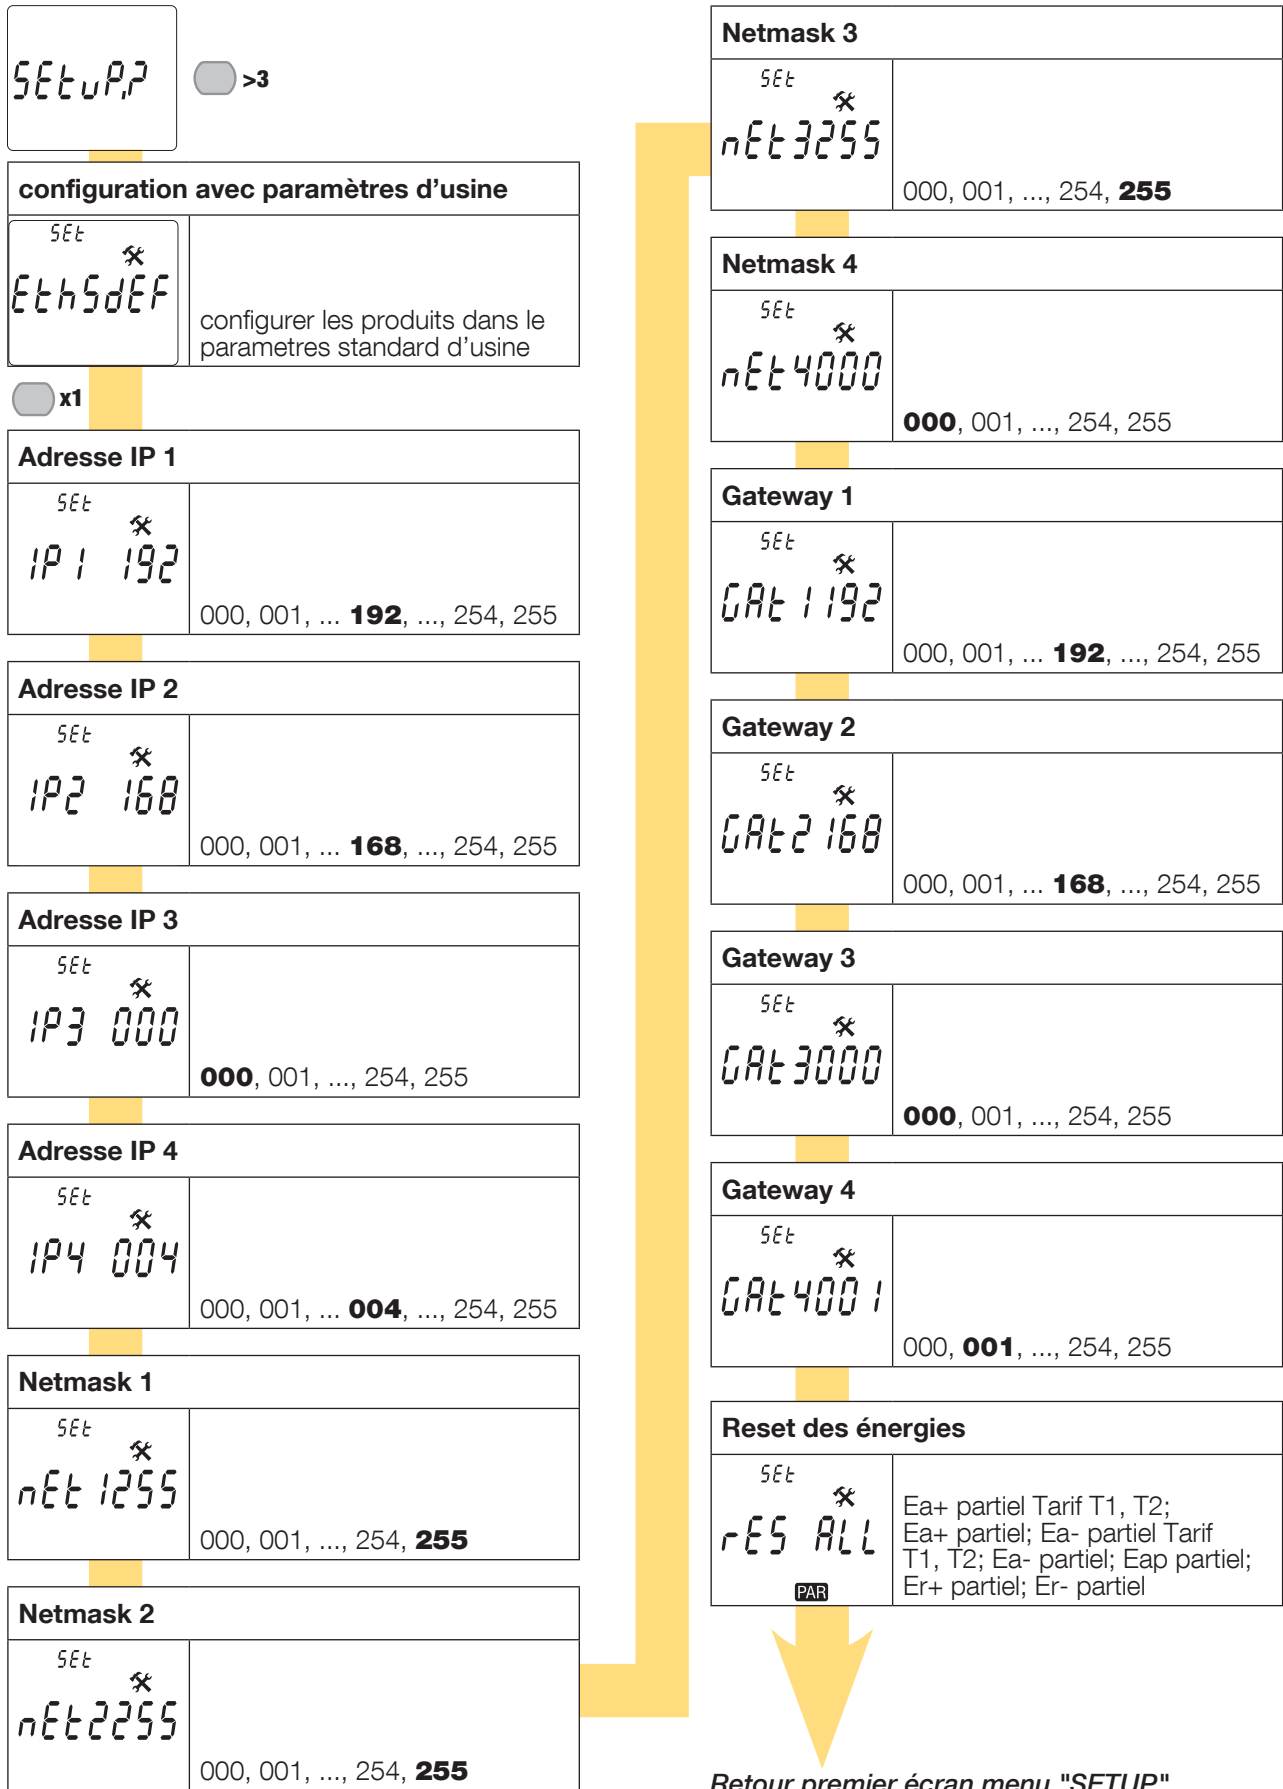 SEtuP,?
>3
configuration avec paramètres d'usine
SEt
EthSdEF
configurer les produits dans le
parametres standard d'usine
x1
Adresse IP 1
SEt
IP1 192
000, 001, ... 192, ..., 254, 255
Adresse IP 2
SEt
IP2 168
000, 001, ... 168, ..., 254, 255
Adresse IP 3
SEt
IP3 000
000, 001, ..., 254, 255
Adresse IP 4
SEt
IP4 004
000, 001, ... 004, ..., 254, 255
Netmask 1
SEt
nEt1255
000, 001, ..., 254, 255
Netmask 2
SEt
nEt2255
000, 001, ..., 254, 255
Netmask 3
SEt
nEt3255
000, 001, ..., 254, 255
Netmask 4
SEt
nEt4000
000, 001, ..., 254, 255
Gateway 1
SEt
GAt1192
000, 001, ... 192, ..., 254, 255
Gateway 2
SEt
GAt2168
000, 001, ... 168, ..., 254, 255
Gateway 3
SEt
GAt3000
000, 001, ..., 254, 255
Gateway 4
SEt
GAt4001
000, 001, ..., 254, 255
Reset des énergies
SEt
rES ALL
PAR
Ea+ partiel Tarif T1, T2;
Ea+ partiel; Ea- partiel Tarif
T1, T2; Ea- partiel; Eap partiel;
Er+ partiel; Er- partiel
Retour premier écran menu "SETUP"